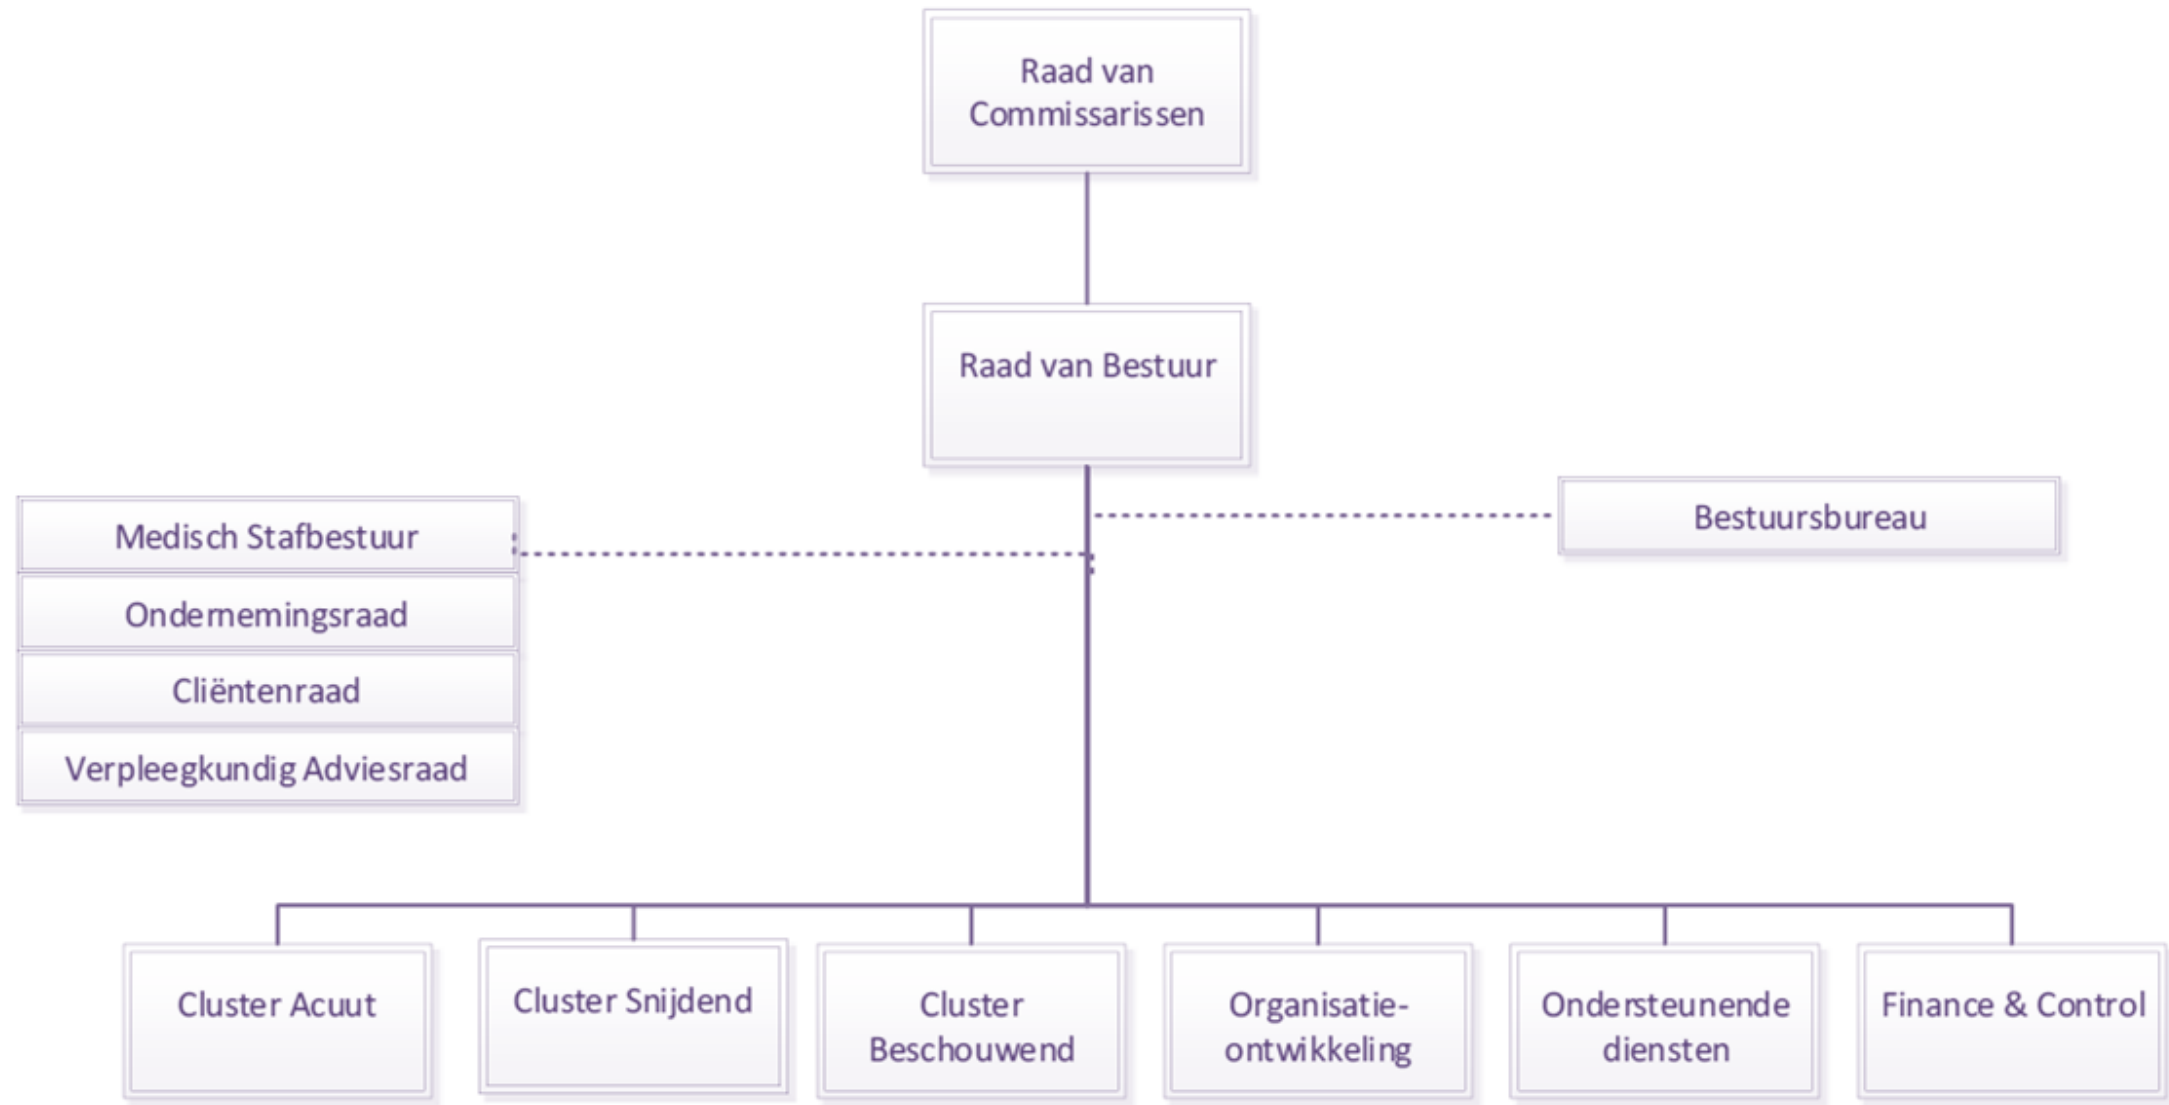 Raad van
Commissarissen
Raad van Bestuur
Bestuursbureau
Medisch Stafbestuur
Ondernemingsraad
Cliëntenraad
Verpleegkundig Adviesraad
Cluster Acuut
Cluster Snijdend
Cluster
Beschouwend
Organisatie-
ontwikkeling
Ondersteunende
diensten
Finance & Control